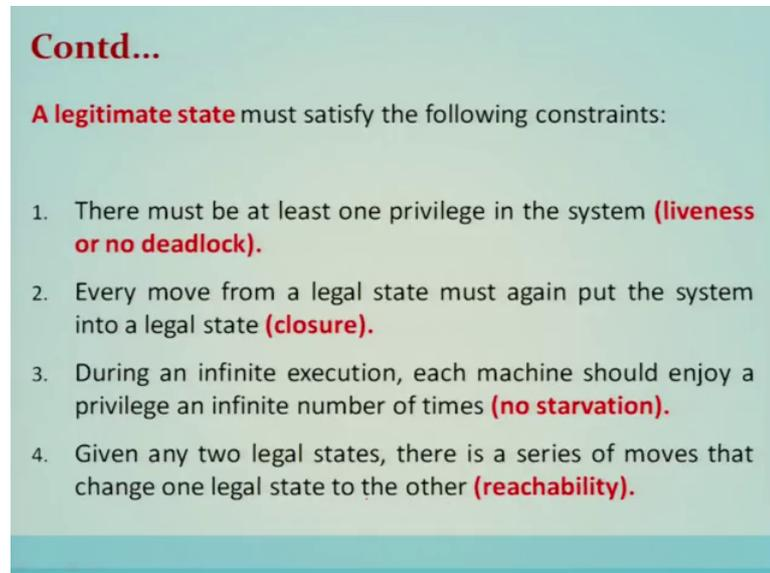 Contd...
A legitimate state must satisfy the following constraints:
1. There must be at least one privilege in the system (liveness
or no deadlock).
2. Every move from a legal state must again put the system
into a legal state (closure).
3. During an infinite execution, each machine should enjoy a
privilege an infinite number of times (no starvation).
4. Given any two legal states, there is a series of moves that
change one legal state to the other (reachability).